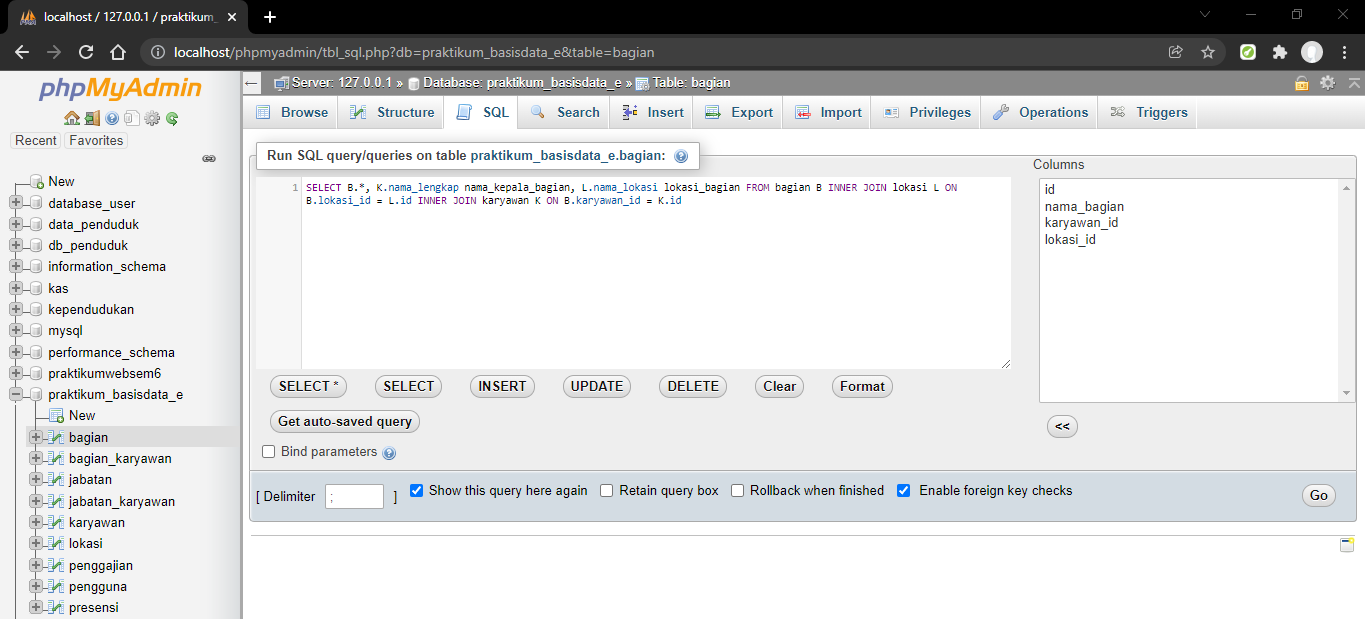 localhost / 127.0.0.1 / praktikum_
localhost/phpmyadmin/tbl_sql.php?db=praktikum_basisdata_e&table=bagian
phpMyAdmin
Recent Favorites
New
database_user
data_penduduk
db_penduduk
information_schema
kas
kependudukan
mysql
performance_schema
praktikumwebsem6
praktikum_basisdata_e
New
bagian
bagian_karyawan
jabatan
jabatan_karyawan
karyawan
lokasi
penggajian
pengguna
presensi
Server: 127.0.0.1 » Database: praktikum_basisdata_e » Table: bagian
Browse Structure SQL Search Insert Export Import Privileges Operations Triggers
Run SQL query/queries on table praktikum_basisdata_e.bagian:
1 SELECT B.*, K.nama_lengkap nama_kepala_bagian, L.nama_lokasi lokasi_bagian FROM bagian B INNER JOIN lokasi L ON
B.lokasi_id = L.id INNER JOIN karyawan K ON B.karyawan_id = K.id
Columns
id
nama_bagian
karyawan_id
lokasi_id
SELECT * SELECT INSERT UPDATE DELETE Clear Format
Get auto-saved query
<<
Bind parameters
[ Delimiter ; ] Show this query here again Retain query box Rollback when finished Enable foreign key checks
Go